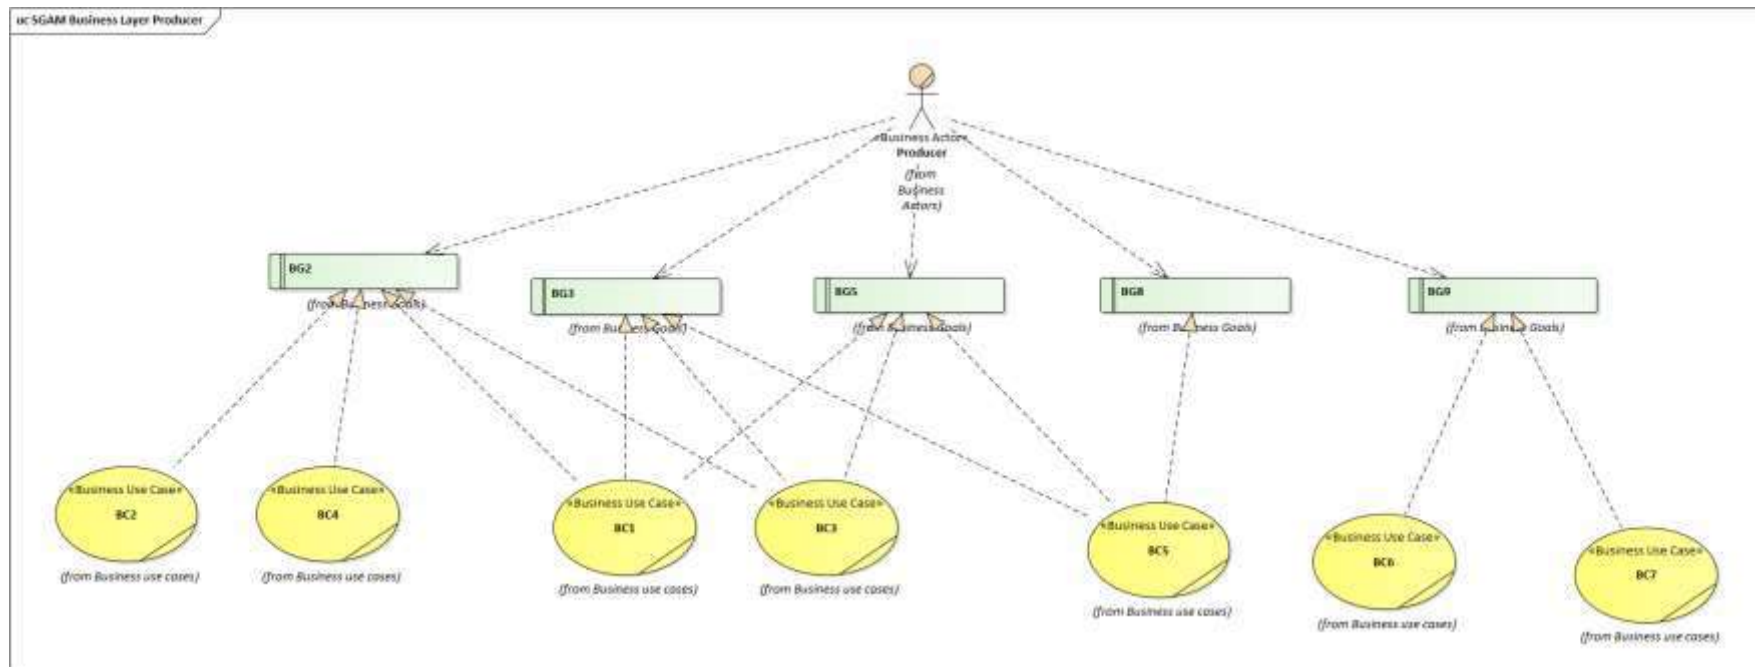 uc SGAM Business Layer Producer
«Business Actor»
Producer
(from
Business
Actors)
BG2
(from Business Goals)
BG3
(from Business Goals)
BG5
(from Business Goals)
BG8
(from Business Goals)
BG9
(from Business Goals)
«Business Use Case»
BC2
(from Business use cases)
«Business Use Case»
BC4
(from Business use cases)
«Business Use Case»
BC1
(from Business use cases)
«Business Use Case»
BC3
(from Business use cases)
«Business Use Case»
BC5
(from Business use cases)
«Business Use Case»
BC6
(from Business use cases)
«Business Use Case»
BC7
(from Business use cases)